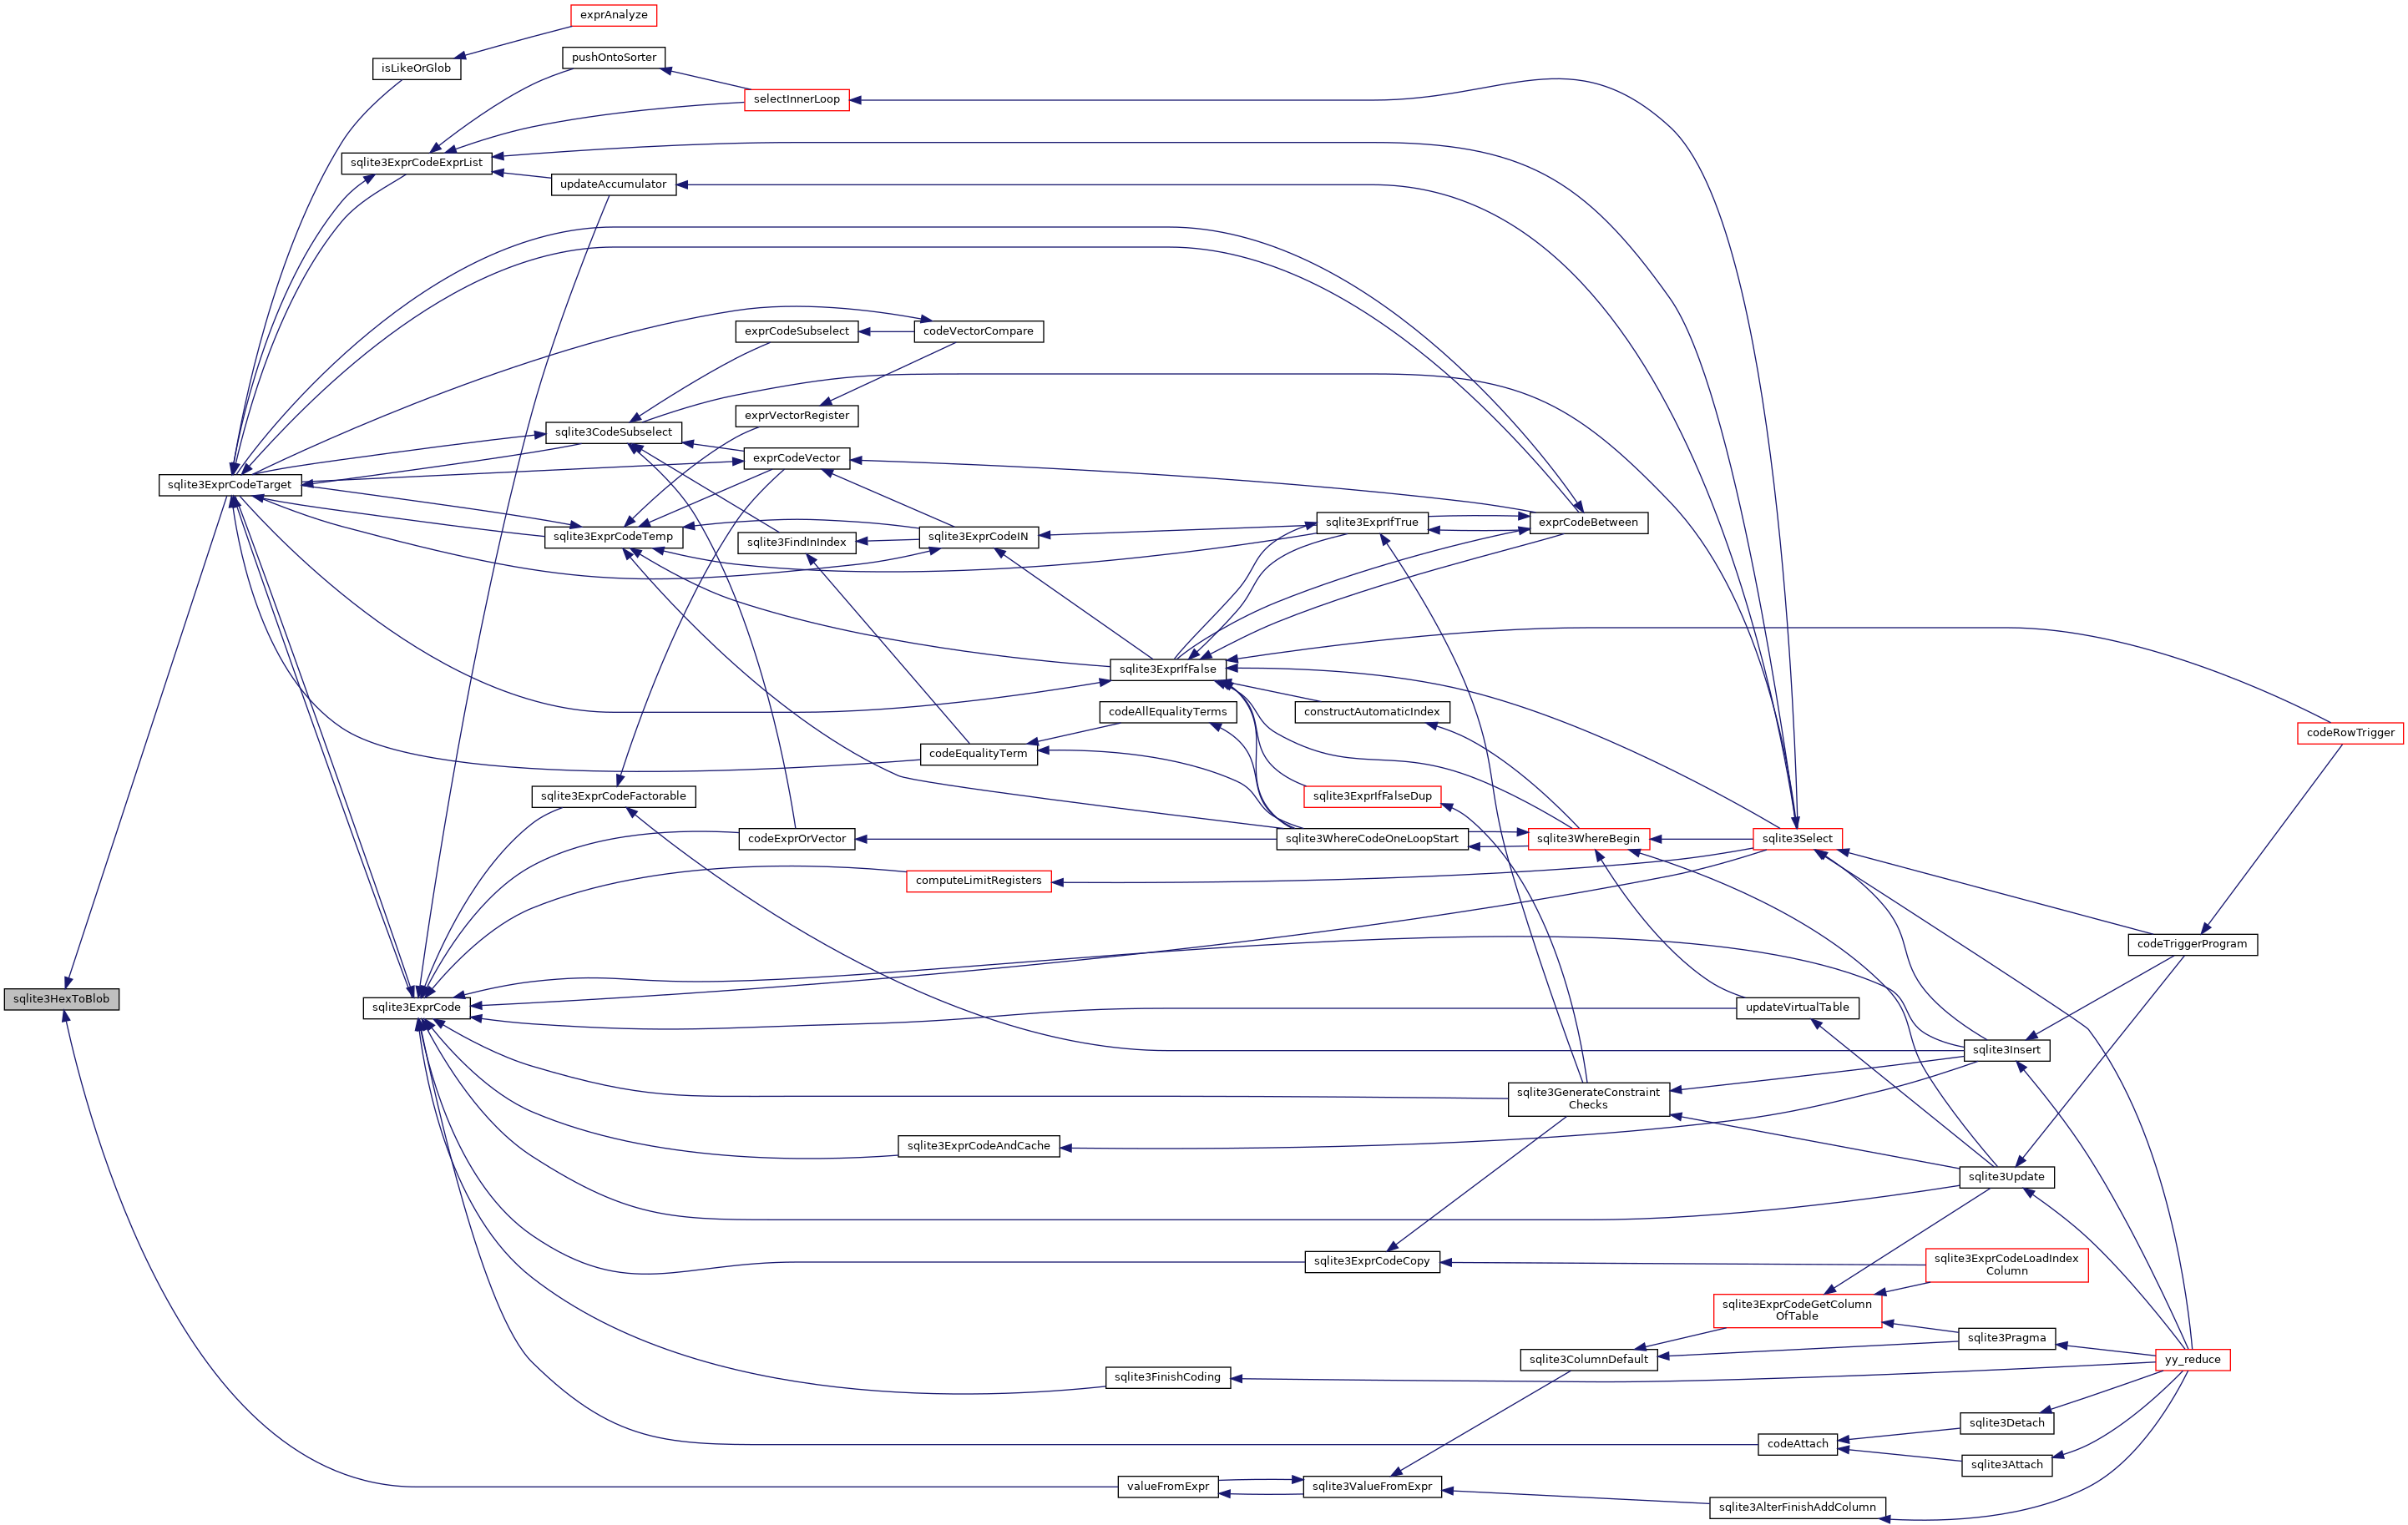 exprAnalyze
pushOntoSorter
isLikeOrGlob
selectInnerLoop
sqlite3ExprCodeExprList
updateAccumulator
exprCodeSubselect
codeVectorCompare
exprVectorRegister
sqlite3CodeSubselect
exprCodeVector
sqlite3ExprCodeTarget
sqlite3ExprCodeTemp
sqlite3FindInIndex
sqlite3ExprCodeIN
sqlite3ExprIfTrue
exprCodeBetween
sqlite3ExprIfFalse
codeAllEqualityTerms
constructAutomaticIndex
codeRowTrigger
codeEqualityTerm
sqlite3ExprCodeFactorable
sqlite3ExprIfFalseDup
codeExprOrVector
sqlite3WhereCodeOneLoopStart
sqlite3WhereBegin
sqlite3Select
computeLimitRegisters
codeTriggerProgram
sqlite3HexToBlob
sqlite3ExprCode
updateVirtualTable
sqlite3Insert
sqlite3GenerateConstraint
Checks
sqlite3ExprCodeAndCache
sqlite3Update
sqlite3ExprCodeCopy
sqlite3ExprCodeLoadIndex
Column
sqlite3ExprCodeGetColumn
OfTable
sqlite3Pragma
sqlite3ColumnDefault
yy_reduce
sqlite3FinishCoding
sqlite3Detach
codeAttach
sqlite3Attach
valueFromExpr
sqlite3ValueFromExpr
sqlite3AlterFinishAddColumn